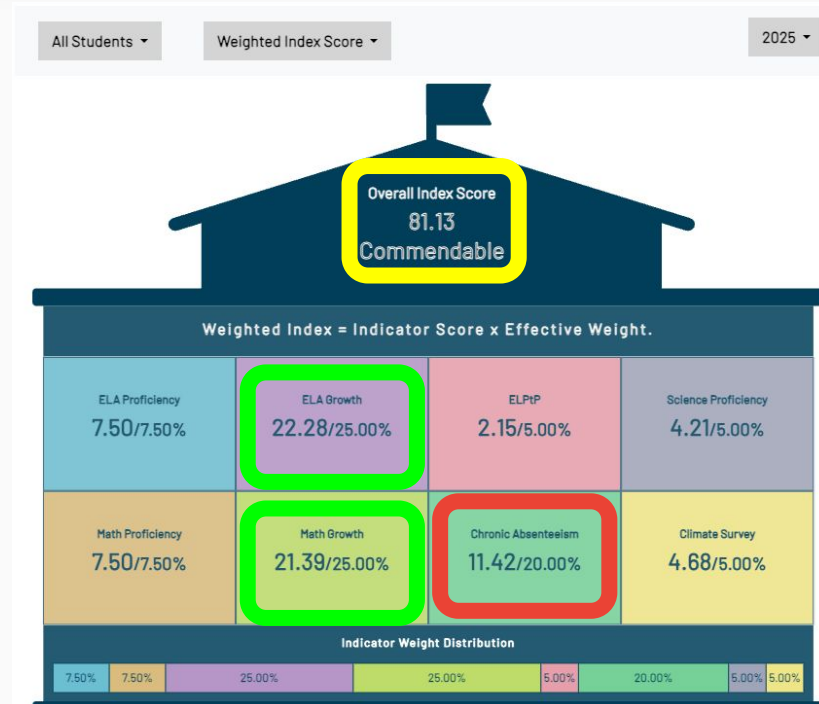 All Students
Weighted Index Score
2025
Overall Index Score
81.13
Commendable
Weighted Index = Indicator Score x Effective Weight.
ELA Proficiency
7.50/7.50%
ELA Growth
22.28/25.00%
ELPtP
2.15/5.00%
Science Proficiency
4.21/5.00%
Math Proficiency
7.50/7.50%
Math Growth
21.39/25.00%
Chronic Absenteeism
11.42/20.00%
Climate Survey
4.68/5.00%
Indicator Weight Distribution
7.50% 7.50% 25.00% 25.00% 5.00% 20.00% 5.00% 5.00%